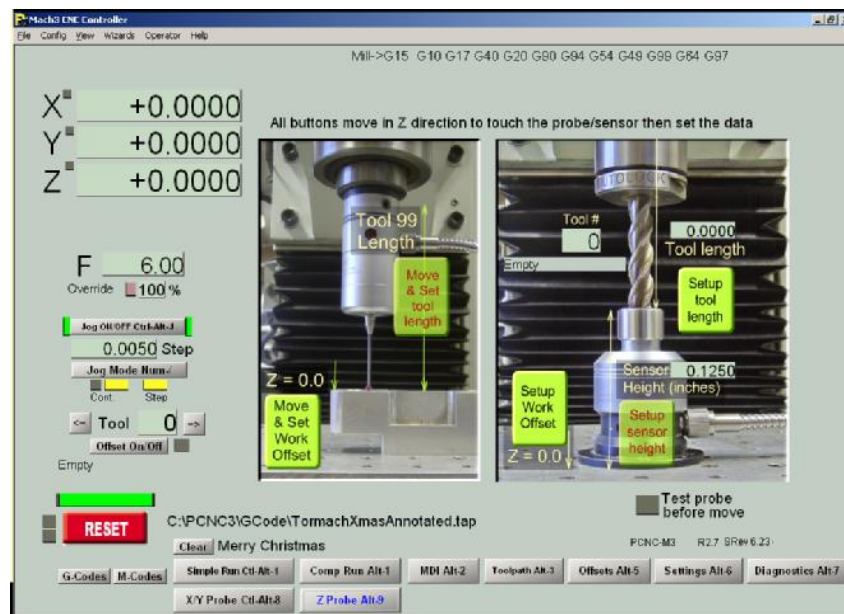 Mach3 CNC Controller
File Config View Wizards Operator Help
Mill->G15 G10 G17 G40 G20 G90 G94 G54 G49 G99 G64 G97
X +0.0000
Y +0.0000
Z +0.0000
All buttons move in Z direction to touch the probe/sensor then set the data
Tool 99
Length
Move
& Set
tool
length
Z = 0.0
Move
& Set
Work
Offset
AUTOLOCK
Tool #
0
Empty
0.0000
Tool length
Setup
tool
length
Sensor 0.1250
Height (inches)
Setup
Work
Offset
Z = 0.0
Setup
sensor
height
F 6.00
Override 100 %
Jog ON/OFF Ctrl-Alt-J
0.0050 Step
Jog Mode Num-/
Cont. Step
<- Tool 0 ->
Offset On/Off
Empty
Test probe
before move
RESET
C:\PCNC3\GCode\TormachXmasAnnotated.tap
PCNC-M3 R2.7 SRev 6.23
Clear Merry Christmas
G-Codes M-Codes
Simple Run Ctl-Alt-1 Comp Run Alt-1 MDI Alt-2 Toolpath Alt-3 Offsets Alt-5 Settings Alt-6 Diagnostics Alt-7
X/Y Probe Ctl-Alt-8 Z Probe Alt-9